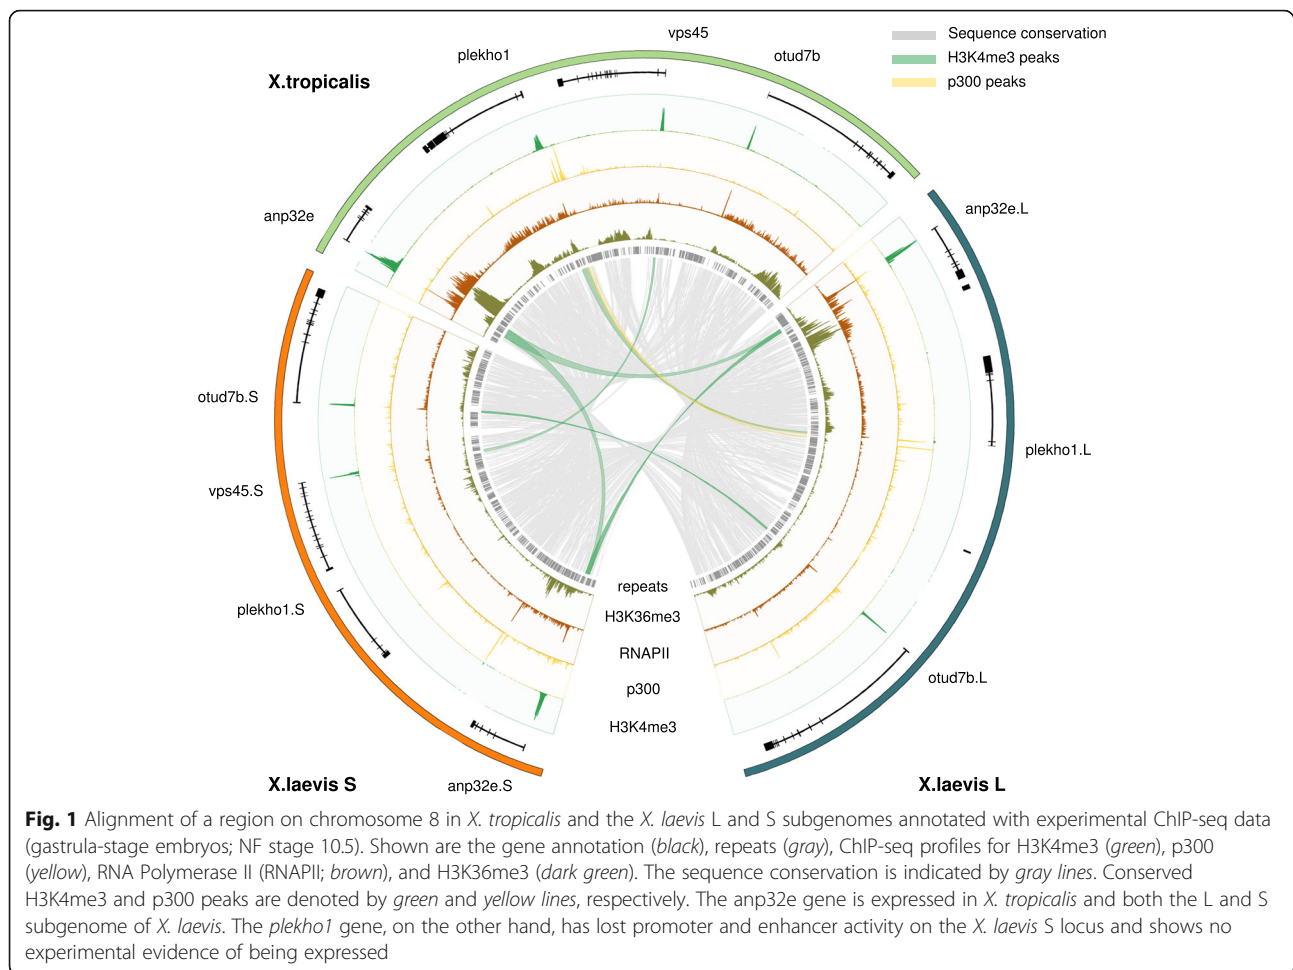 vps45
plekho1
otud7b
Sequence conservation
H3K4me3 peaks
p300 peaks
X.tropicalis
anp32e
anp32e.L
otud7b.S
plekho1.L
vps45.S
plekho1.S
repeats
H3K36me3
RNAPII
p300
H3K4me3
otud7b.L
X.laevis S
anp32e.S
X.laevis L
Fig. 1 Alignment of a region on chromosome 8 in X. tropicalis and the X. laevis L and S subgenomes annotated with experimental ChIP-seq data
(gastrula-stage embryos; NF stage 10.5). Shown are the gene annotation (black), repeats (gray), ChIP-seq profiles for H3K4me3 (green), p300
(yellow), RNA Polymerase II (RNAPII; brown), and H3K36me3 (dark green). The sequence conservation is indicated by gray lines. Conserved
H3K4me3 and p300 peaks are denoted by green and yellow lines, respectively. The anp32e gene is expressed in X. tropicalis and both the L and S
subgenome of X. laevis. The plekho1 gene, on the other hand, has lost promoter and enhancer activity on the X. laevis S locus and shows no
experimental evidence of being expressed